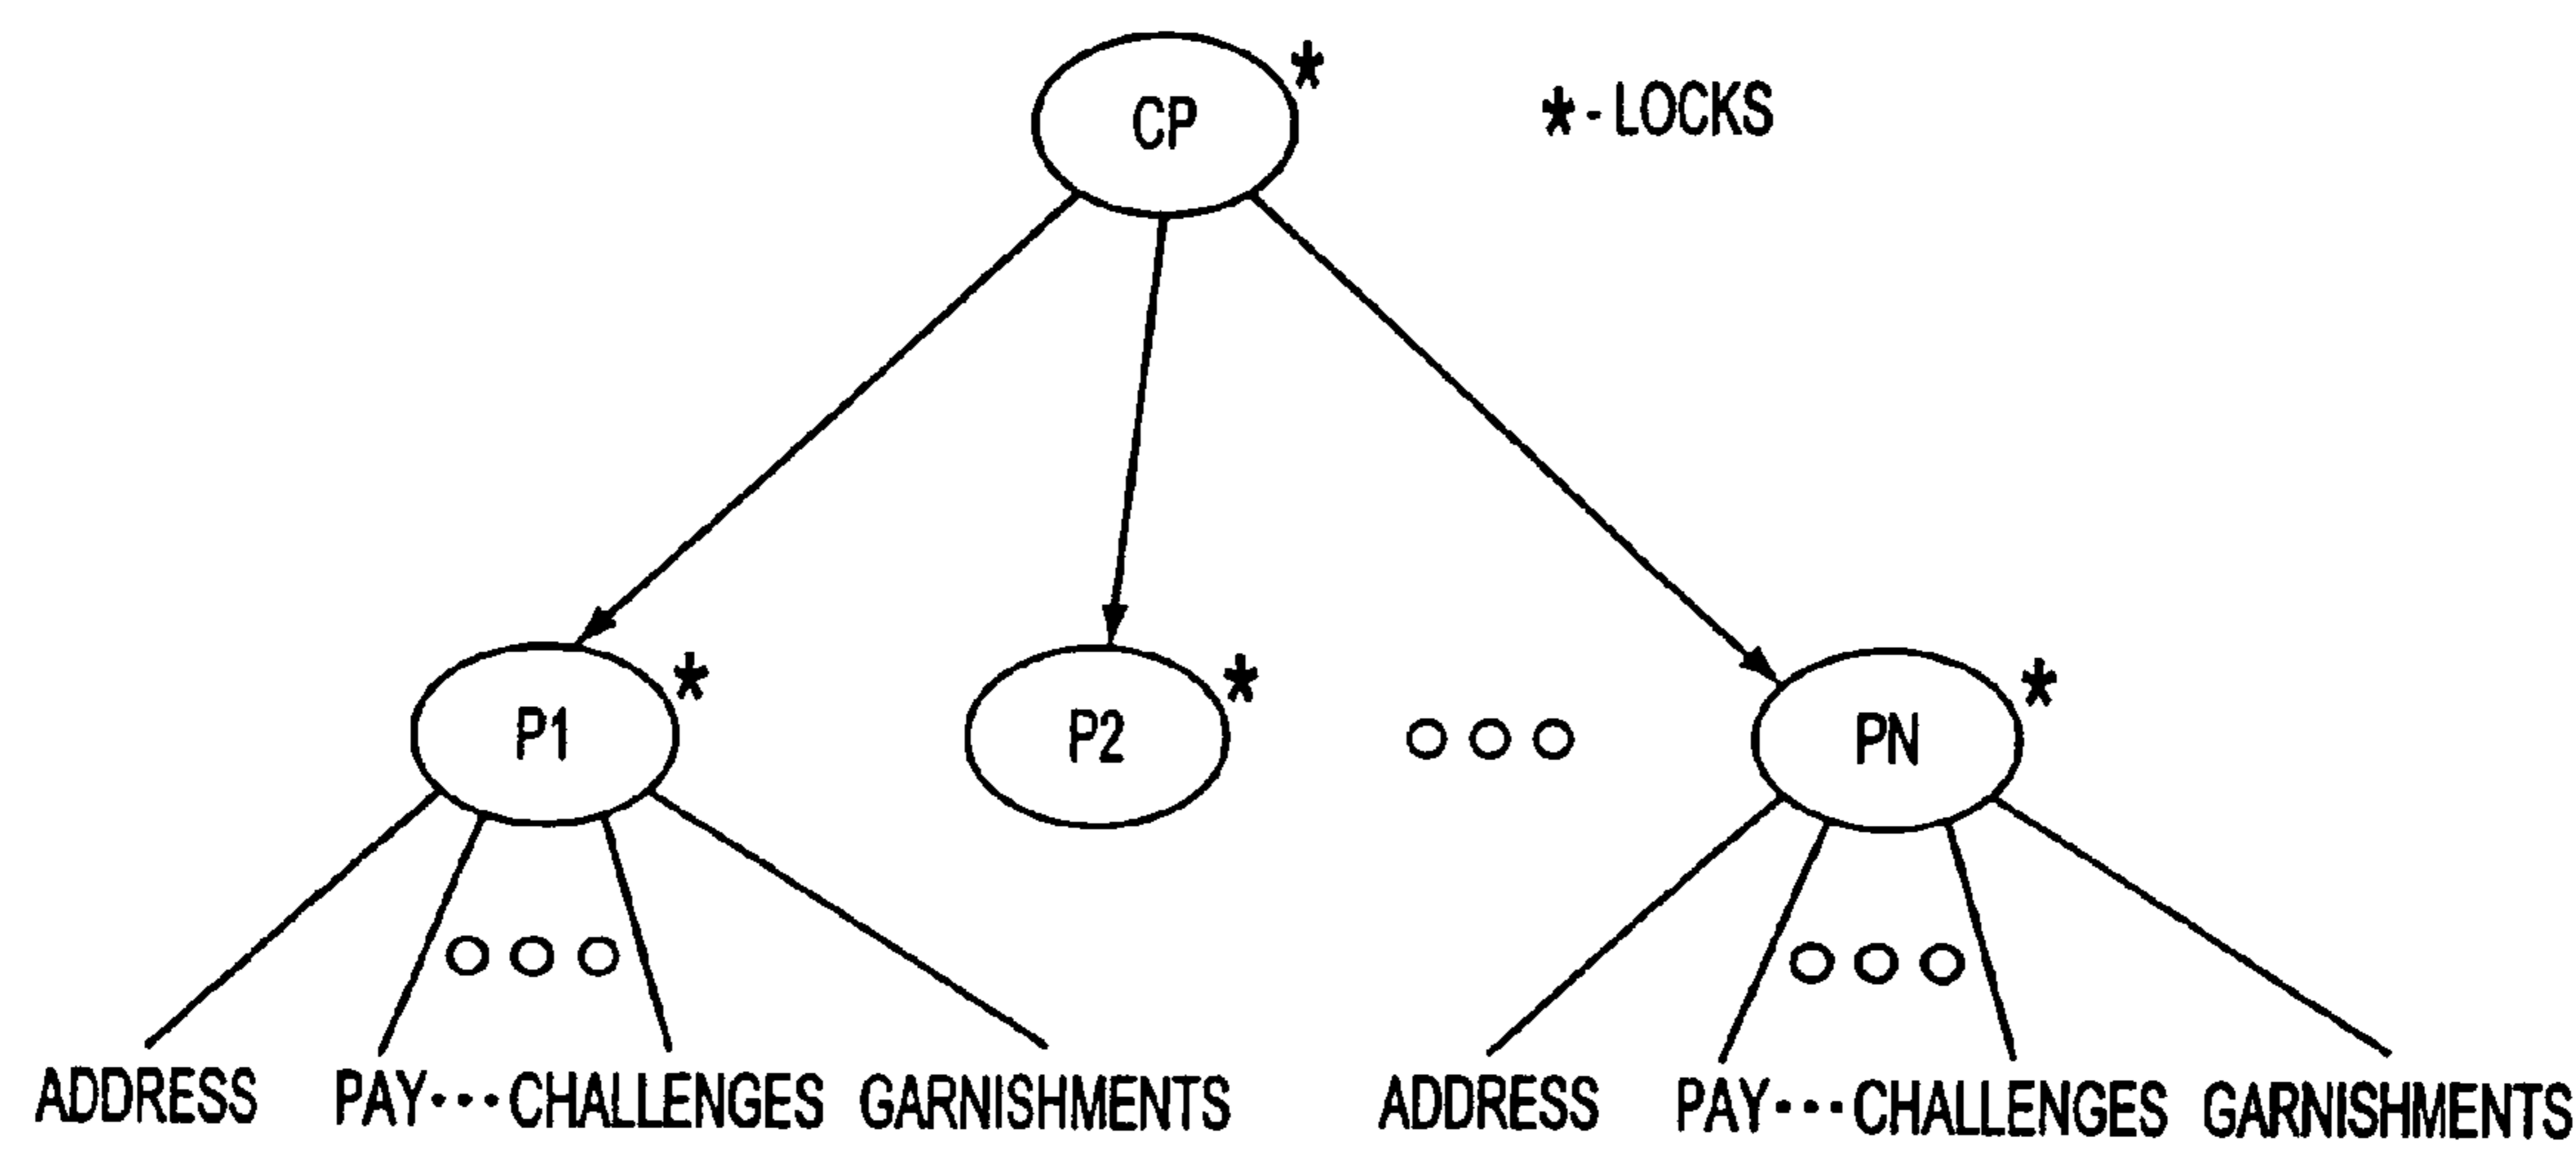 CP * *-LOCKS
P1 * P2 * PN *
ADDRESS PAY...CHALLENGES GARNISHMENTS ADDRESS PAY...CHALLENGES GARNISHMENTS